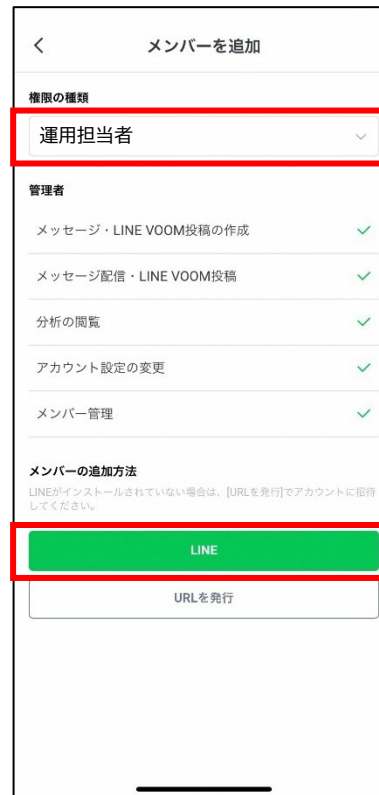 メンバーを追加
権限の種類
運用担当者
管理者
メッセージ・LINE VOOM投稿の作成
メッセージ配信・LINE VOOM投稿
分析の閲覧
アカウント設定の変更
メンバー管理
メンバーの追加方法
LINEがインストールされていない場合は、[URLを発行]でアカウントに招待
してください。
LINE
URLを発行